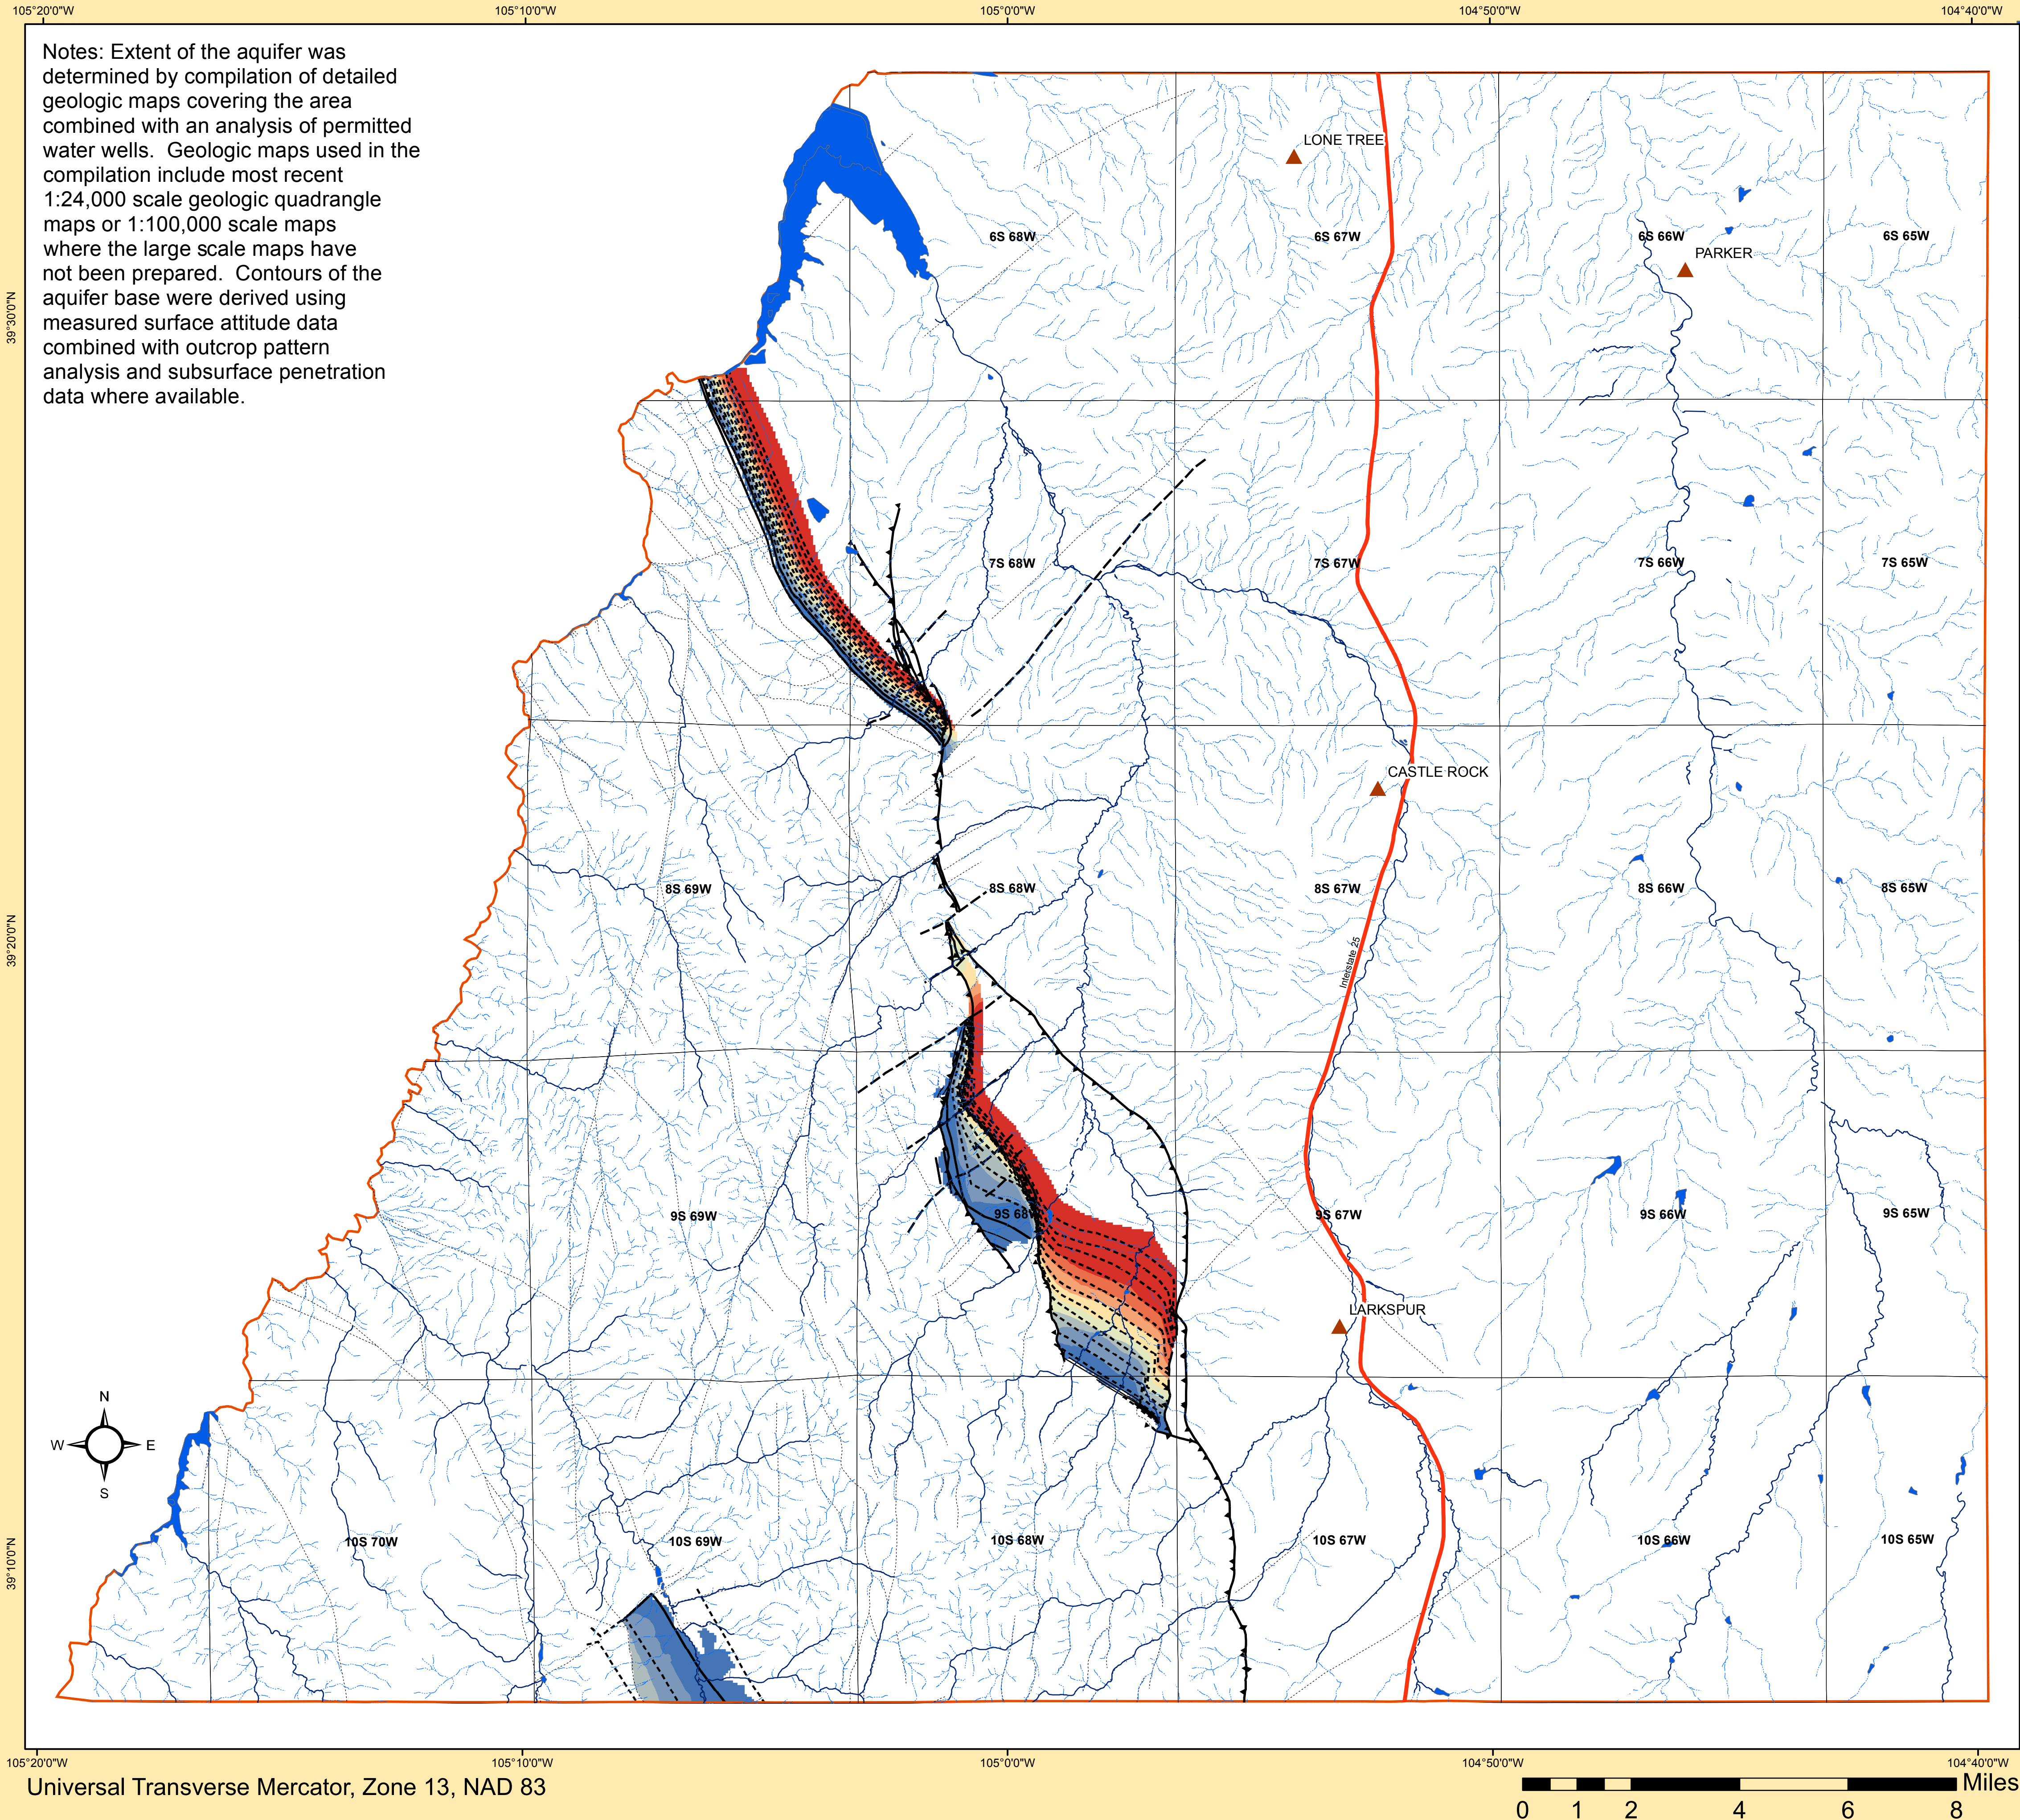 105°20'0"W 105°10'0"W 105°0'0"W 104°50'0"W 104°40'0"W
Notes: Extent of the aquifer was
determined by compilation of detailed
geologic maps covering the area
combined with an analysis of permitted
water wells. Geologic maps used in the
compilation include most recent
1:24,000 scale geologic quadrangle
maps or 1:100,000 scale maps
where the large scale maps have
not been prepared. Contours of the
aquifer base were derived using
measured surface attitude data
combined with outcrop pattern
analysis and subsurface penetration
data where available.
LONE TREE
6S 68W 6S 67W 6S 66W 6S 65W
PARKER
39°30'0"N
7S 68W 7S 67W 7S 66W 7S 65W
CASTLE ROCK
8S 69W 8S 68W 8S 67W 8S 66W 8S 65W
39°20'0"N
Interstate 25
9S 69W 9S 68W 9S 67W 9S 66W 9S 65W
LARKSPUR
N
W E
S
10S 70W 10S 69W 10S 68W 10S 67W 10S 66W 10S 65W
39°10'0"N
105°20'0"W 105°10'0"W 105°0'0"W 104°50'0"W 104°40'0"W
Universal Transverse Mercator, Zone 13, NAD 83
Miles
0 1 2 4 6 8